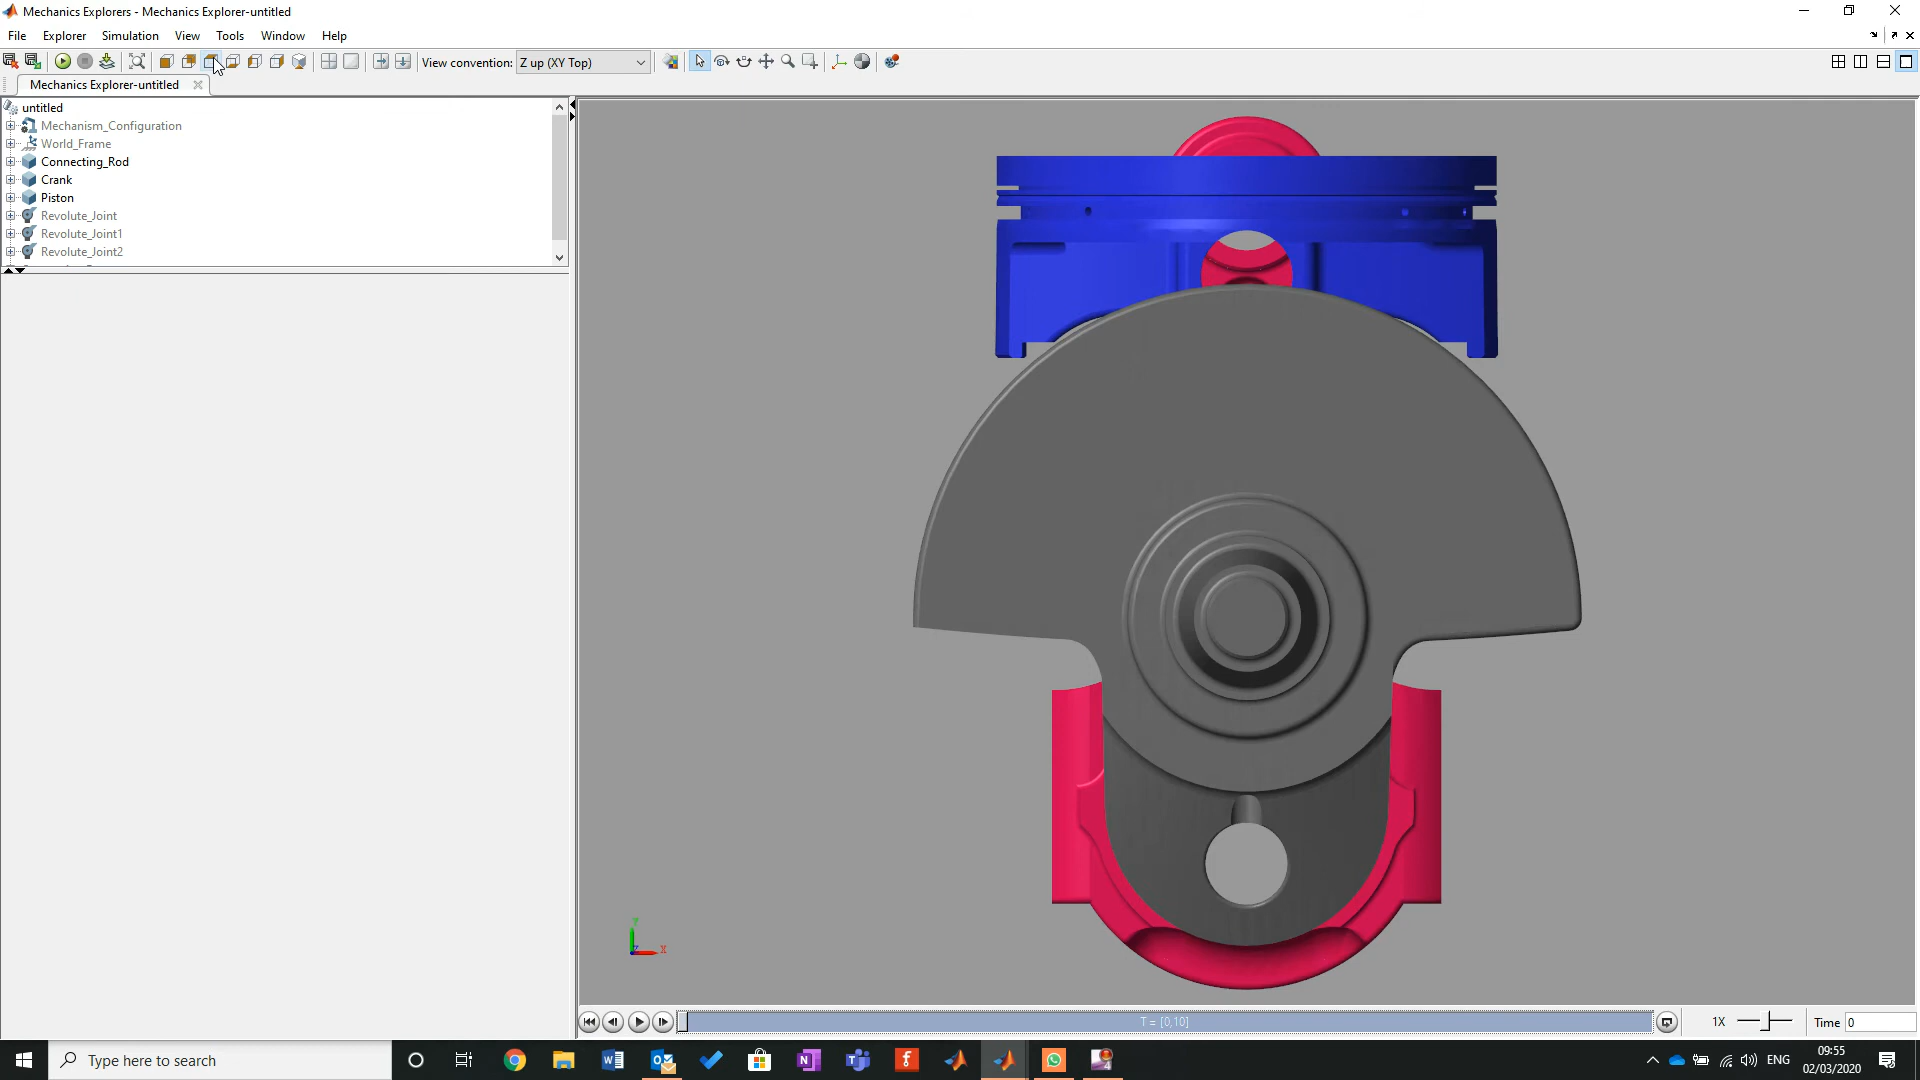 Mechanics Explorers - Mechanics Explorer-untitled
File Explorer Simulation View Tools Window Help
View convention: Z up (XY Top)
Mechanics Explorer-untitled
untitled
Mechanism_Configuration
World_Frame
Connecting_Rod
Crank
Piston
Revolute_Joint
Revolute_Joint1
Revolute_Joint2
Y
Z X
T = [0,10]
1X
Time 0
Type here to search
ENG
09:55
02/03/2020